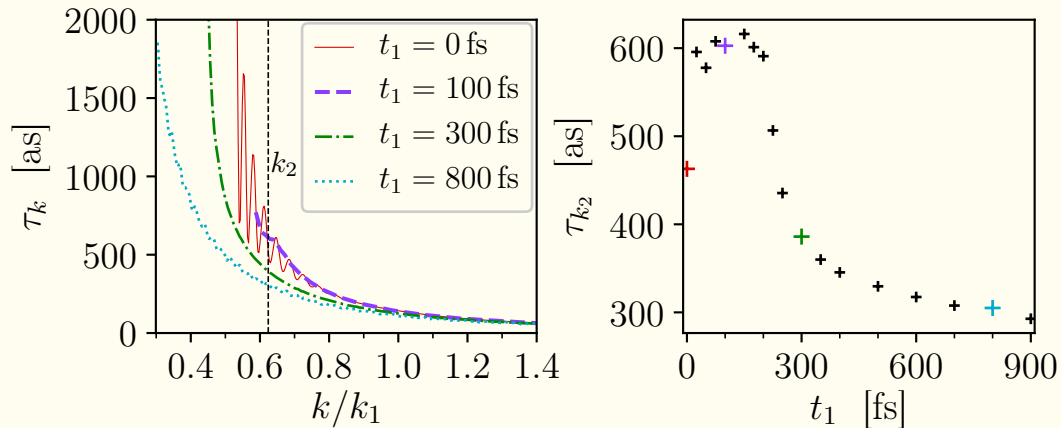 2000
1500
1000
500
0
τ_k [as]
0.4 0.6 0.8 1.0 1.2 1.4
k/k_1
k_2
t_1 = 0 fs
t_1 = 100 fs
t_1 = 300 fs
t_1 = 800 fs
600
500
400
300
τ_{k_2} [as]
0 300 600 900
t_1 [fs]